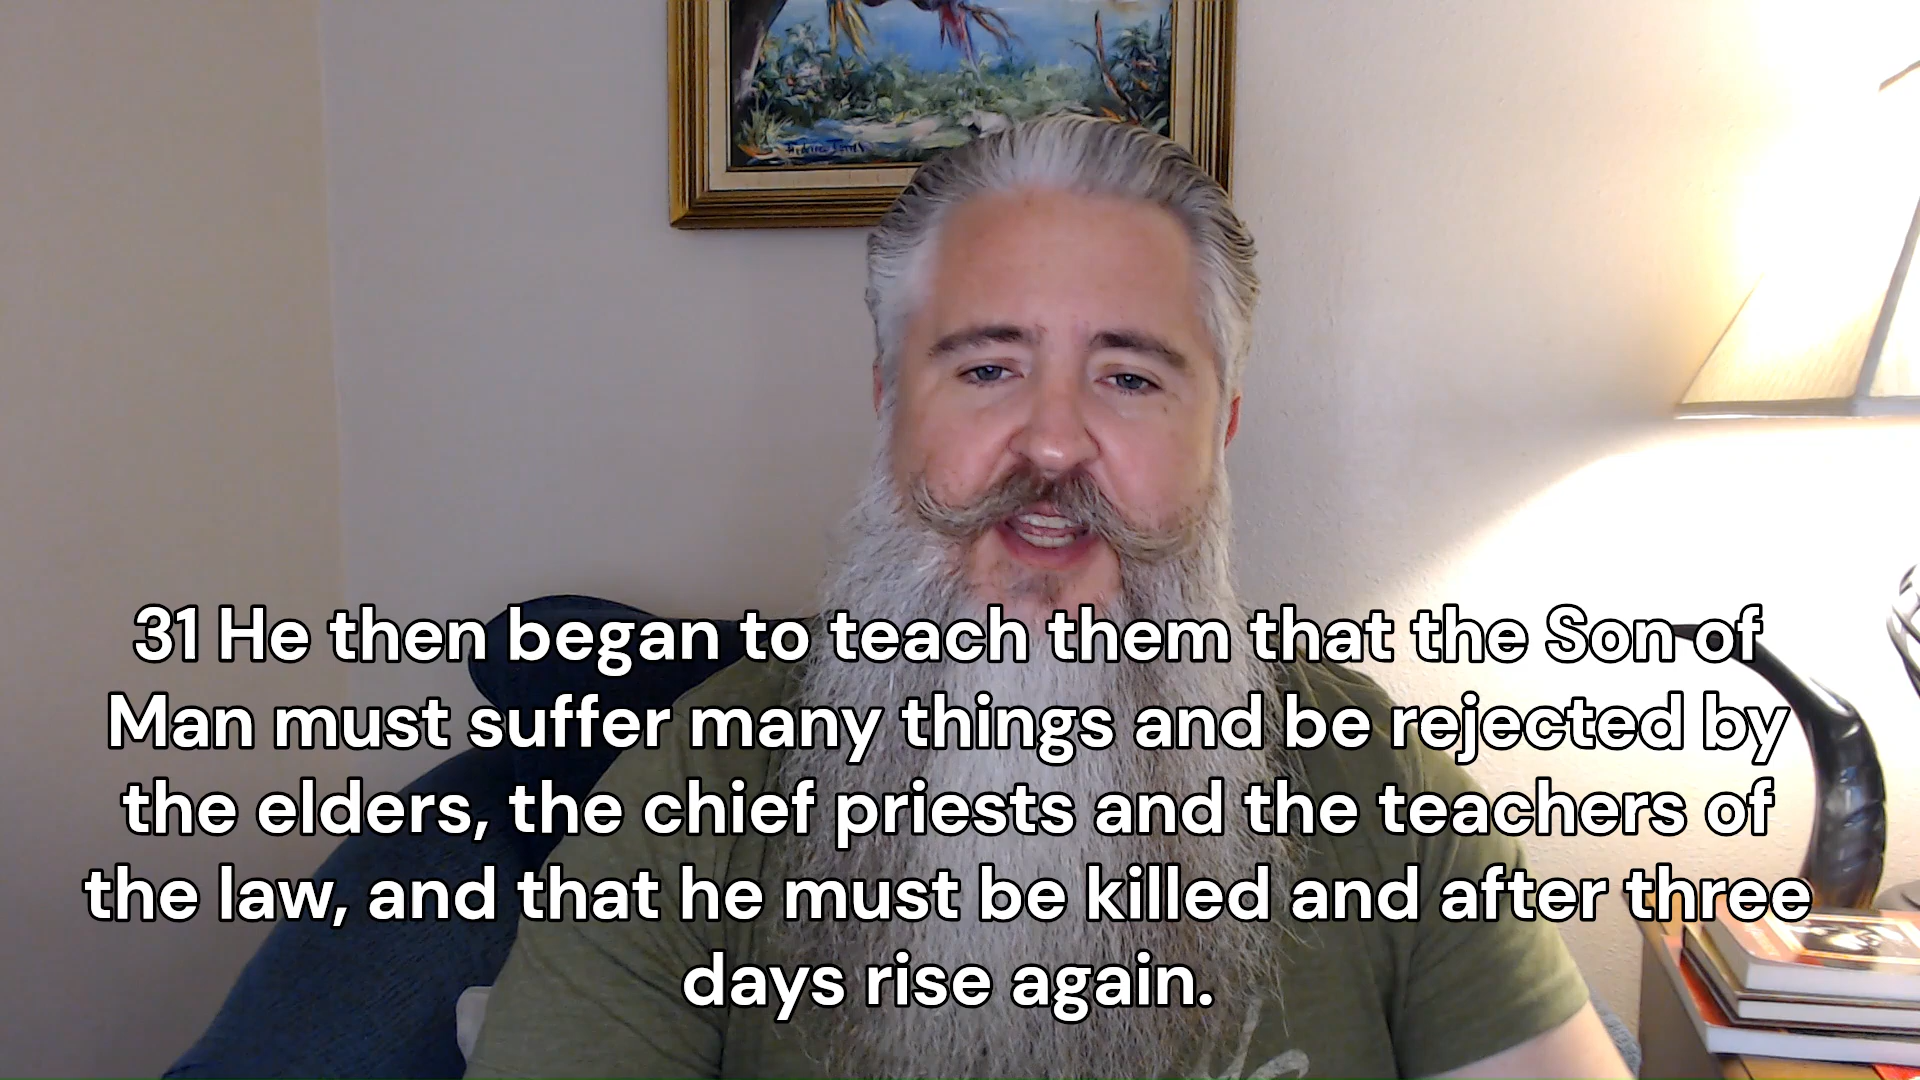 31 He then began to teach them that the Son of
Man must suffer many things and be rejected by
the elders, the chief priests and the teachers of
the law, and that he must be killed and after three
days rise again.